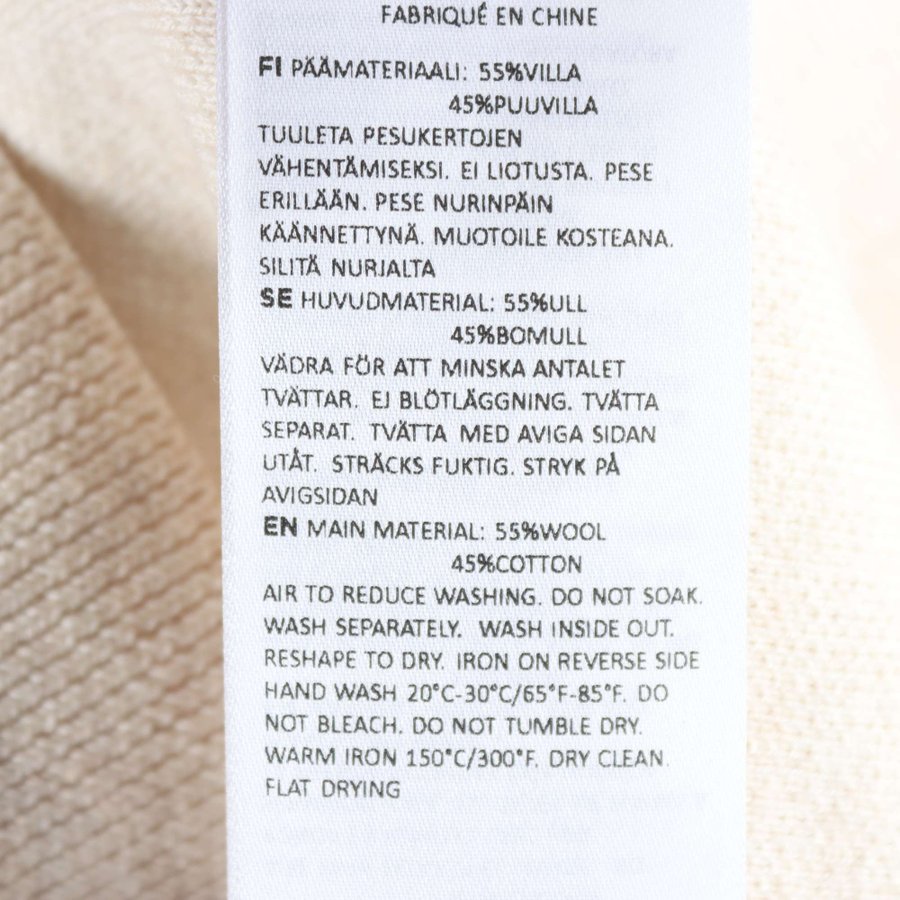 FABRIQUÉ EN CHINE
FI PÄÄMATERIAALI: 55%VILLA
45%PUUVILLA
TUULETA PESUKERTOJEN
VÄHENTÄMISEKSI. EI LIOTUSTA. PESE
ERILLÄÄN. PESE NURINPÄIN
KÄÄNNETTYNÄ. MUOTOILE KOSTEANA.
SILITÄ NURJALTA
SE HUVUDMATERIAL: 55%ULL
45%BOMULL
VÄDRA FÖR ATT MINSKA ANTALET
TVÄTTAR. EJ BLÖTLÄGGNING. TVÄTTA
SEPARAT. TVÄTTA MED AVIGA SIDAN
UTÅT. STRÄCKS FUKTIG. STRYK PÅ
AVIGSIDAN
EN MAIN MATERIAL: 55%WOOL
45%COTTON
AIR TO REDUCE WASHING. DO NOT SOAK.
WASH SEPARATELY. WASH INSIDE OUT.
RESHAPE TO DRY. IRON ON REVERSE SIDE
HAND WASH 20°C-30°C/65°F-85°F. DO
NOT BLEACH. DO NOT TUMBLE DRY.
WARM IRON 150°C/300°F. DRY CLEAN.
FLAT DRYING